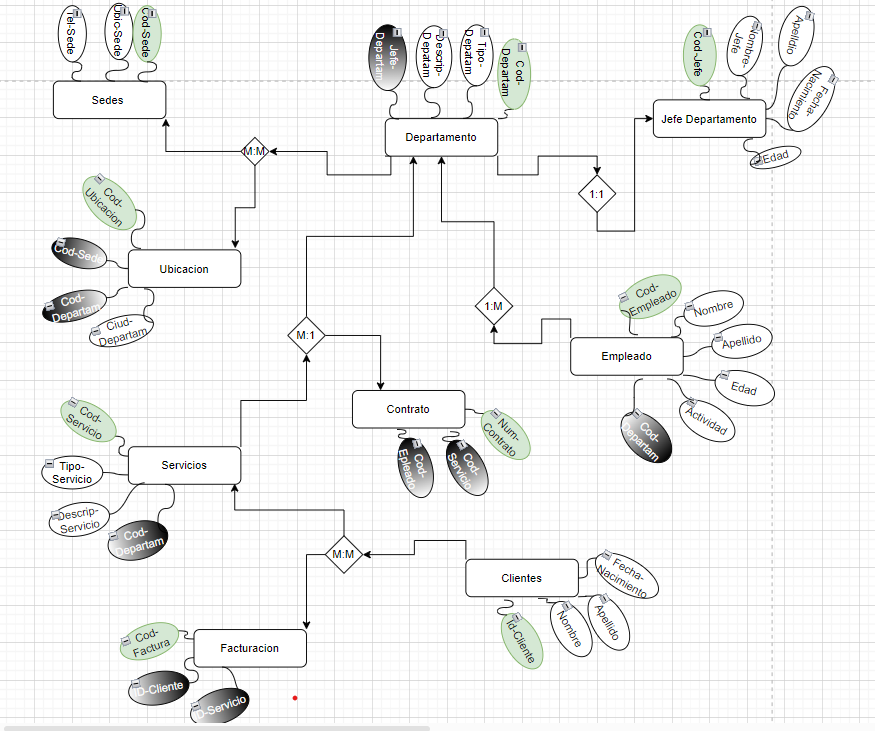 Tel-Sede
Ubic-Sede
Cod-Sede
Sedes
Jefe-
Departam
Descrip-
Depatam
Tipo-
Depatam
Cod-
Departam
Departamento
Cod-Jefe
Nombre-
Jefe
Apellidio
Fecha-
Nacimiento
Jefe Departamento
Edad
M:M
1:1
Cod-
Ubicacion
Cod-Sede
Ubicacion
Cod-
Departam
Ciud-
Departam
M:1
1:M
Cod-
Empleado
Nombre
Apellido
Empleado
Edad
Actividad
Cod-
Departam
Contrato
Cod-
Epleado
Cod-
Servicio
Num-
Contrato
Cod-
Servicio
Servicios
Tipo-
Servicio
Descrip-
Servicio
Cod-
Departam
M:M
Clientes
Fecha-
Nacimiento
Id-Cliente
Nombre
Apellido
Cod-
Factura
Facturacion
ID-Cliente
ID-Servicio